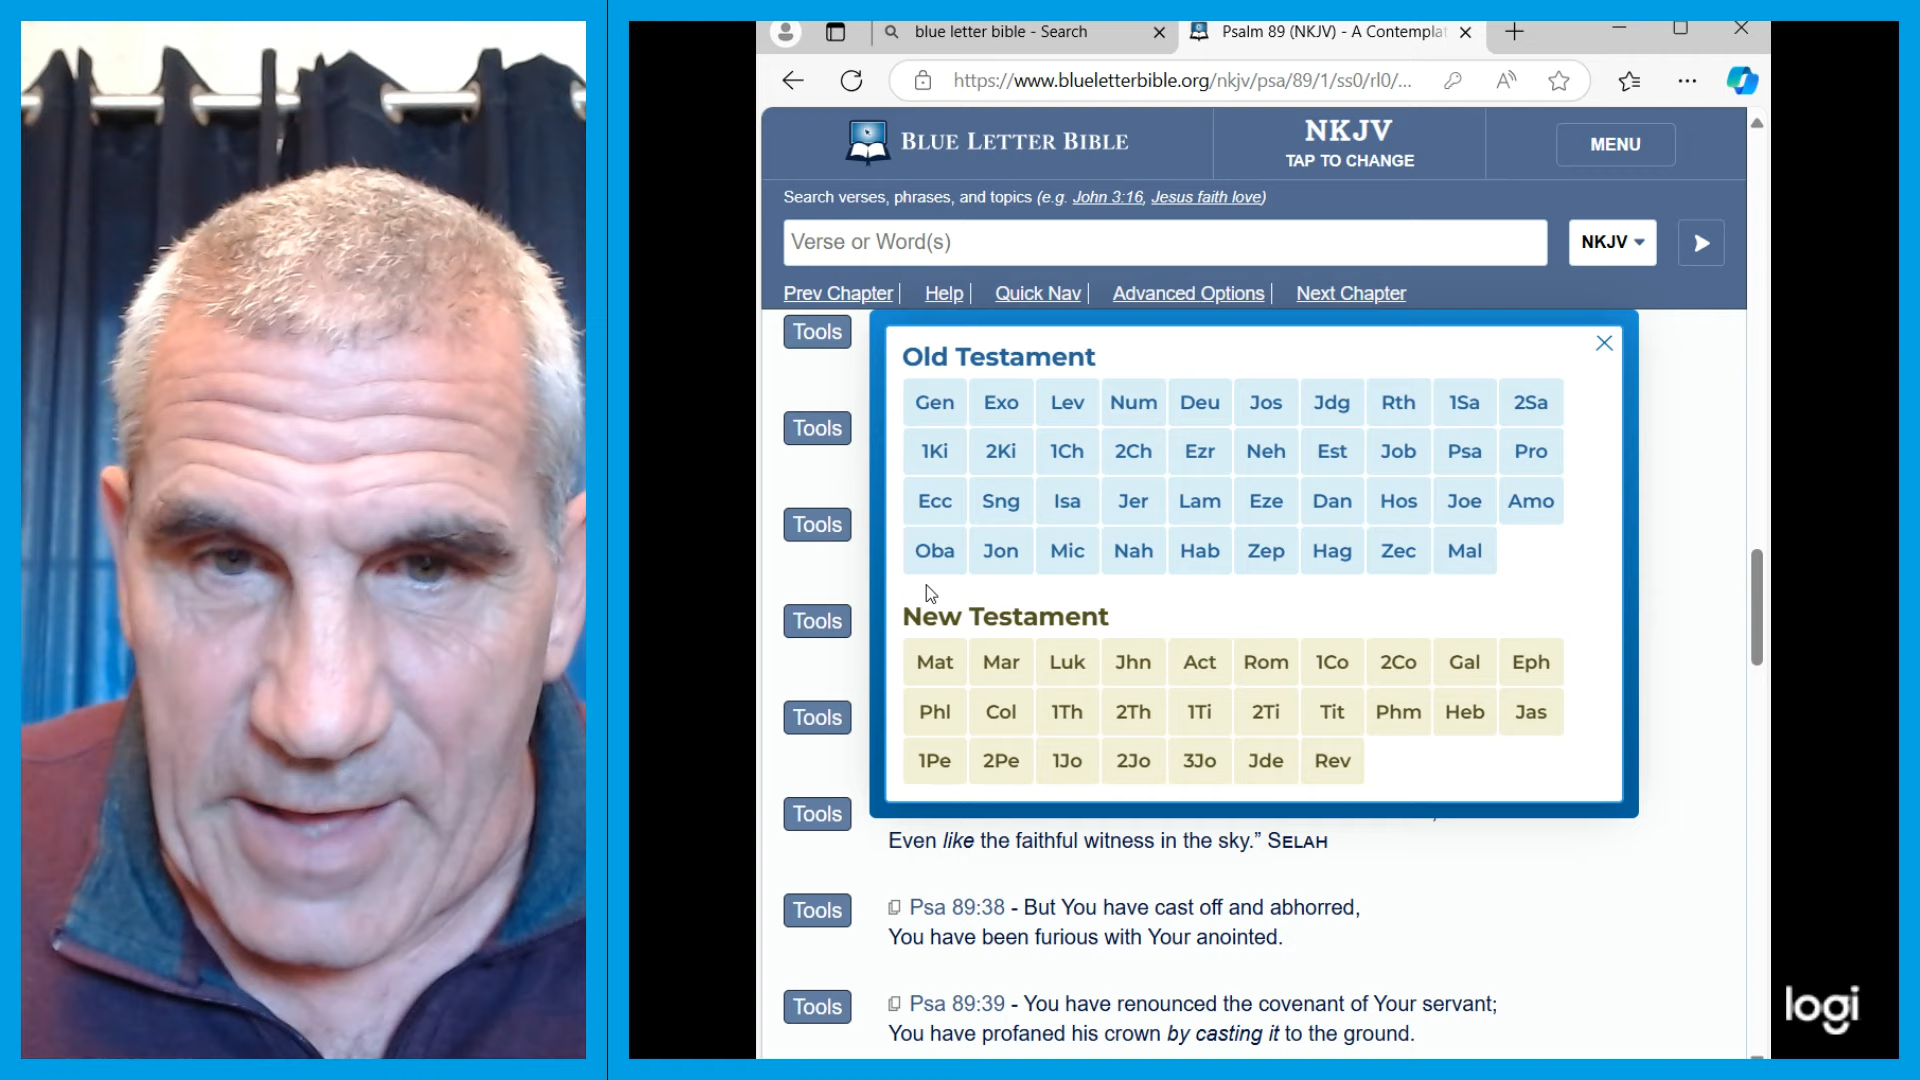 blue letter bible - Search
Psalm 89 (NKJV) - A Contemplat
https://www.blueletterbible.org/nkjv/psa/89/1/ss0/rl0/...
BLUE LETTER BIBLE
NKJV
TAP TO CHANGE
MENU
Search verses, phrases, and topics (e.g. John 3:16, Jesus faith love)
Verse or Word(s)
NKJV
Prev Chapter | Help | Quick Nav | Advanced Options | Next Chapter
Tools
Tools
Tools
Tools
Tools
Tools
Tools
Tools
Old Testament
Gen Exo Lev Num Deu Jos Jdg Rth 1Sa 2Sa
1Ki 2Ki 1Ch 2Ch Ezr Neh Est Job Psa Pro
Ecc Sng Isa Jer Lam Eze Dan Hos Joe Amo
Oba Jon Mic Nah Hab Zep Hag Zec Mal
New Testament
Mat Mar Luk Jhn Act Rom 1Co 2Co Gal Eph
Phl Col 1Th 2Th 1Ti 2Ti Tit Phm Heb Jas
1Pe 2Pe 1Jo 2Jo 3Jo Jde Rev
Even like the faithful witness in the sky.” SELAH
Psa 89:38 - But You have cast off and abhorred,
You have been furious with Your anointed.
Psa 89:39 - You have renounced the covenant of Your servant;
You have profaned his crown by casting it to the ground.
logi